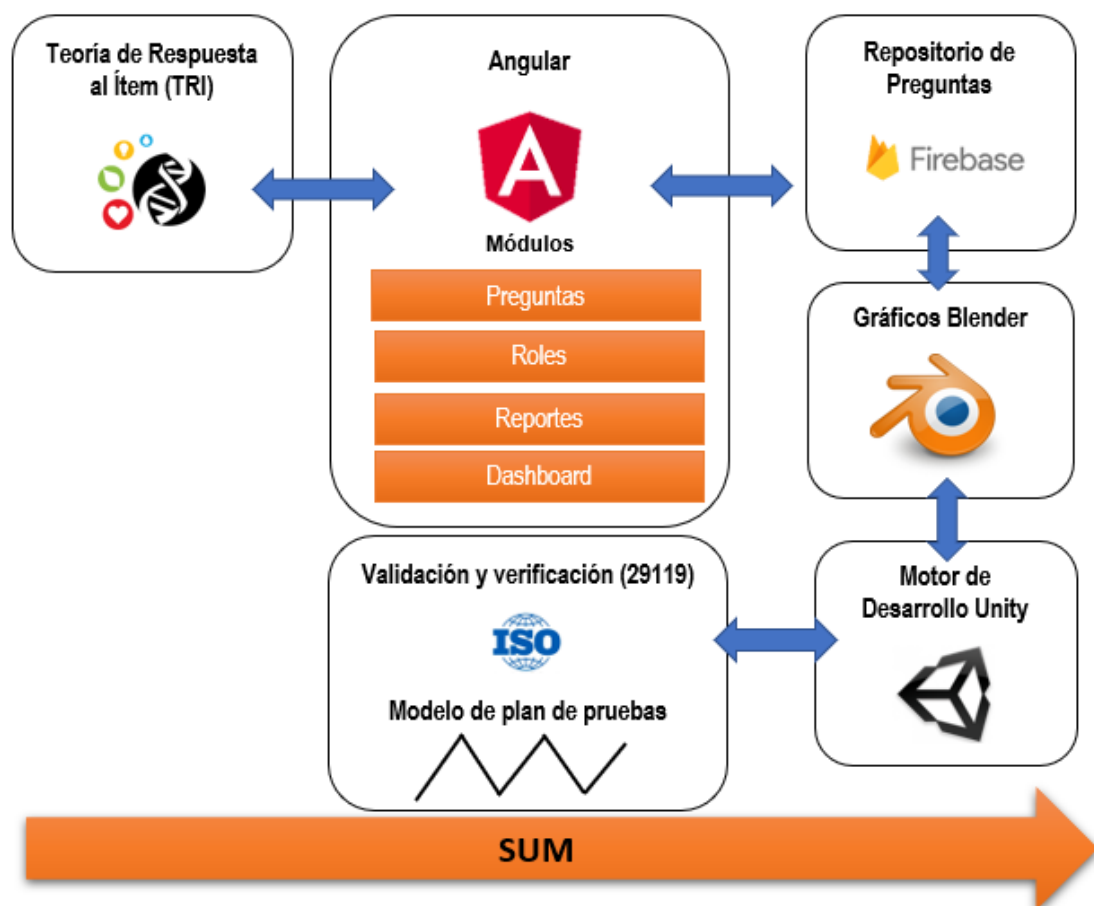 Teoría de Respuesta
al Ítem (TRI)
Angular
A
Módulos
Preguntas
Roles
Reportes
Dashboard
Repositorio de
Preguntas
Firebase
Gráficos Blender
Validación y verificación (29119)
ISO
Modelo de plan de pruebas
Motor de
Desarrollo Unity
SUM